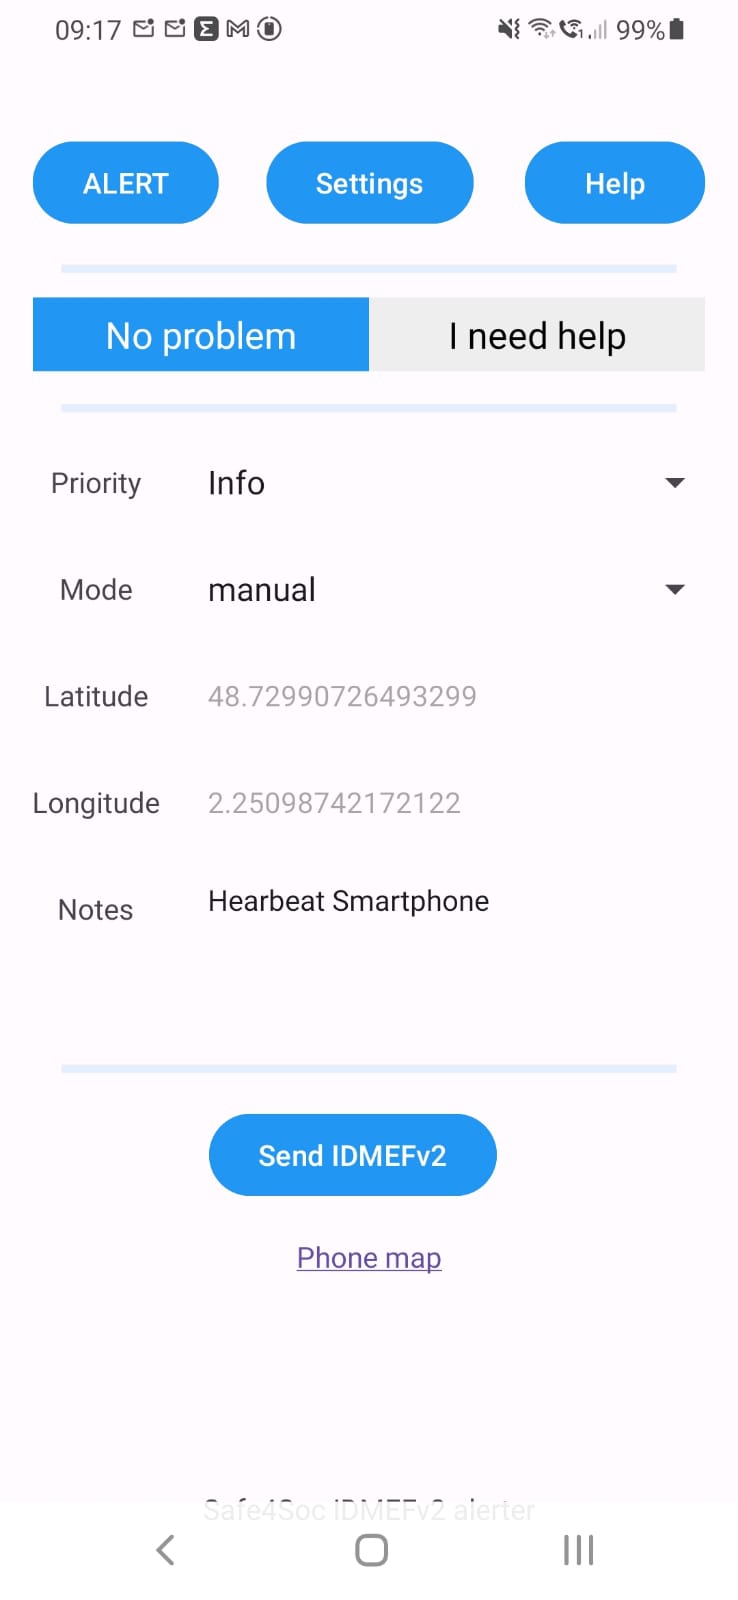 09:17 99%
ALERT Settings Help
No problem I need help
Priority Info
Mode manual
Latitude 48.72990726493299
Longitude 2.25098742172122
Notes Hearbeat Smartphone
Send IDMEFv2
Phone map
Safe4Soc IDMEFv2 alerter